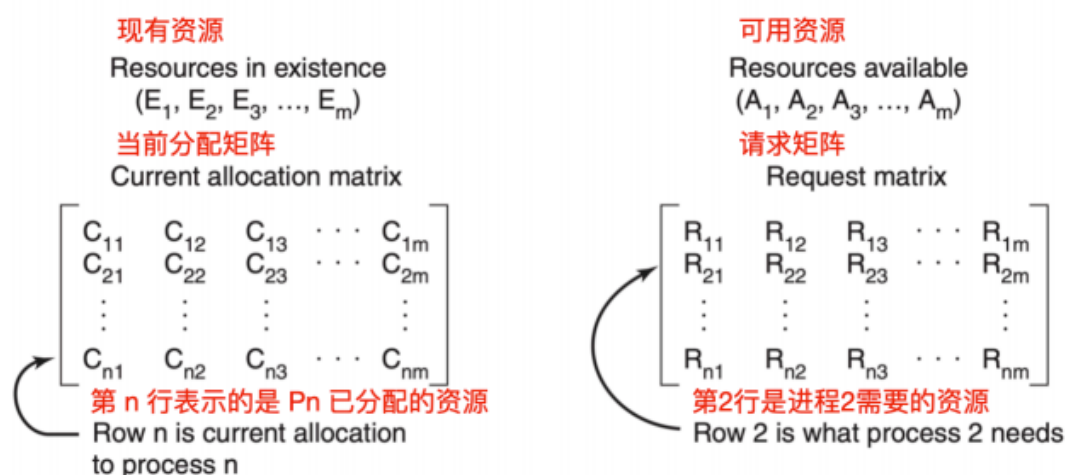 现有资源
Resources in existence
(E1, E2, E3, ..., Em)
当前分配矩阵
Current allocation matrix
C11 C12 C13 · · · C1m
C21 C22 C23 · · · C2m
⋮ ⋮ ⋮ ⋮
Cn1 Cn2 Cn3 · · · Cnm
第 n 行表示的是 Pn 已分配的资源
Row n is current allocation
to process n
可用资源
Resources available
(A1, A2, A3, ..., Am)
请求矩阵
Request matrix
R11 R12 R13 · · · R1m
R21 R22 R23 · · · R2m
⋮ ⋮ ⋮ ⋮
Rn1 Rn2 Rn3 · · · Rnm
第2行是进程2需要的资源
Row 2 is what process 2 needs